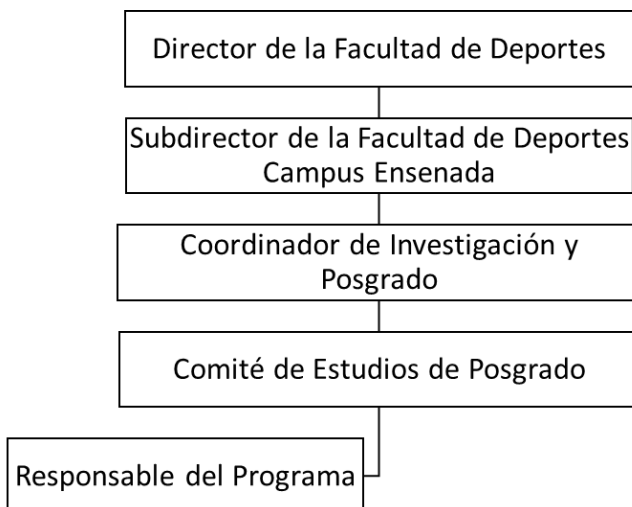 Director de la Facultad de Deportes
Subdirector de la Facultad de Deportes
Campus Ensenada
Coordinador de Investigación y
Posgrado
Comité de Estudios de Posgrado
Responsable del Programa